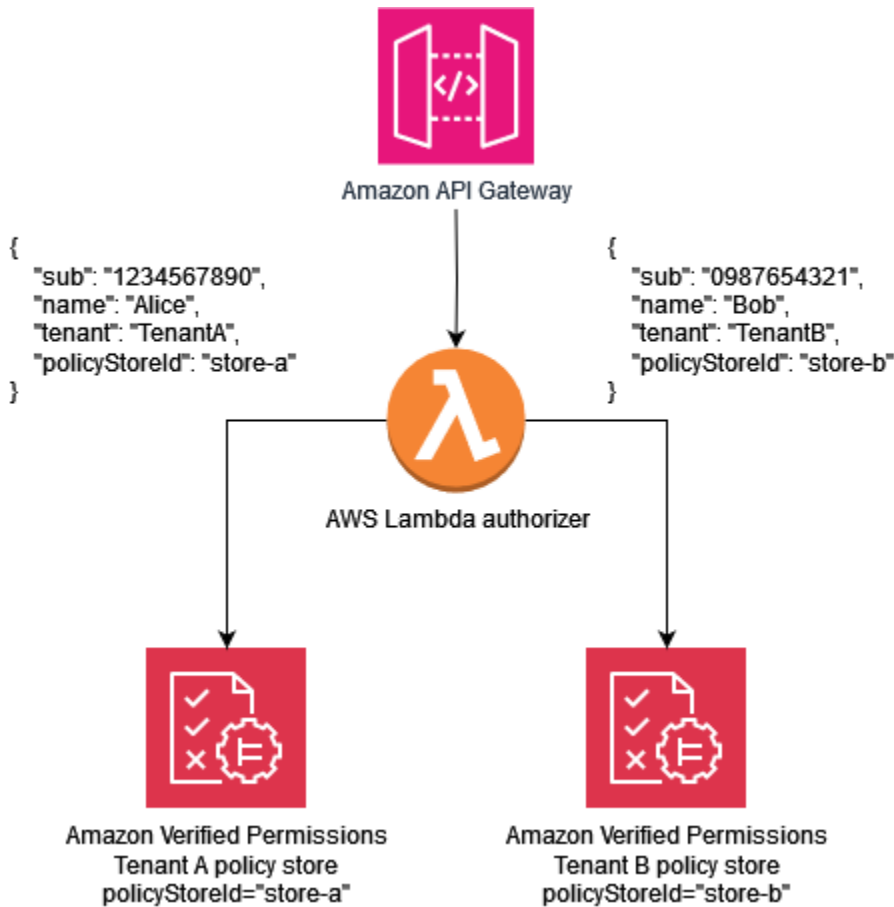 </>
Amazon API Gateway
{
"sub": "1234567890",
"name": "Alice",
"tenant": "TenantA",
"policyStoreId": "store-a"
}
{
"sub": "0987654321",
"name": "Bob",
"tenant": "TenantB",
"policyStoreId": "store-b"
}
AWS Lambda authorizer
Amazon Verified Permissions
Tenant A policy store
policyStoreId="store-a"
Amazon Verified Permissions
Tenant B policy store
policyStoreId="store-b"